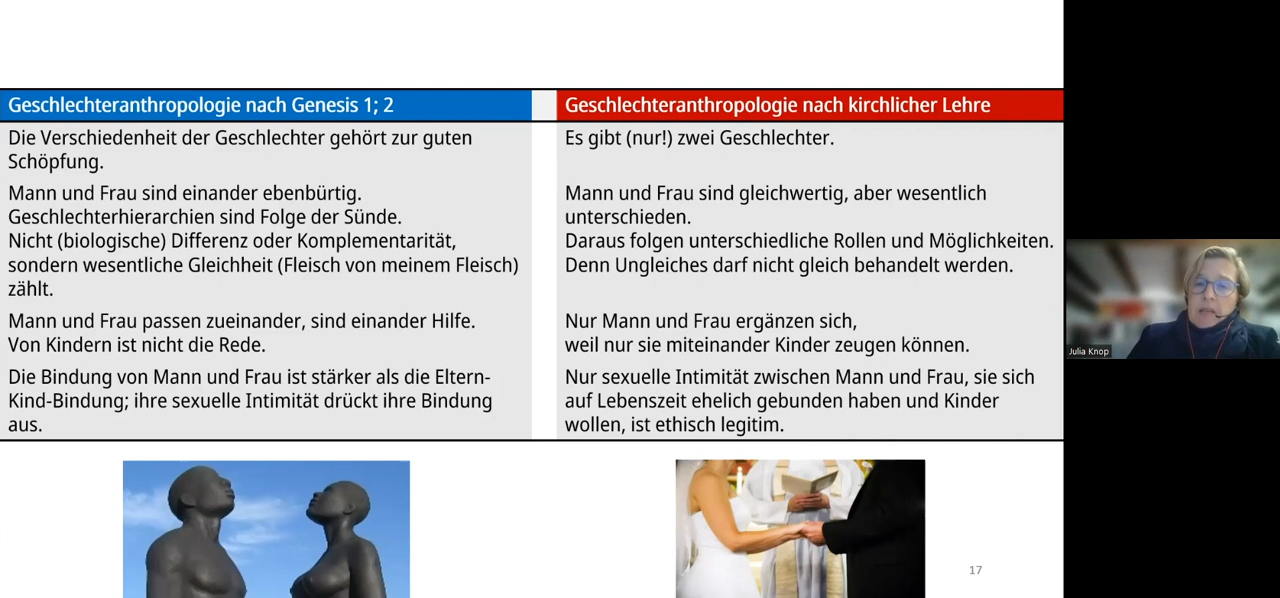 Geschlechteranthropologie nach Genesis 1; 2
Die Verschiedenheit der Geschlechter gehört zur guten
Schöpfung.
Mann und Frau sind einander ebenbürtig.
Geschlechterhierarchien sind Folge der Sünde.
Nicht (biologische) Differenz oder Komplementarität,
sondern wesentliche Gleichheit (Fleisch von meinem Fleisch)
zählt.
Mann und Frau passen zueinander, sind einander Hilfe.
Von Kindern ist nicht die Rede.
Die Bindung von Mann und Frau ist stärker als die Eltern-
Kind-Bindung; ihre sexuelle Intimität drückt ihre Bindung
aus.
Geschlechteranthropologie nach kirchlicher Lehre
Es gibt (nur!) zwei Geschlechter.
Mann und Frau sind gleichwertig, aber wesentlich
unterschieden.
Daraus folgen unterschiedliche Rollen und Möglichkeiten.
Denn Ungleiches darf nicht gleich behandelt werden.
Nur Mann und Frau ergänzen sich,
weil nur sie miteinander Kinder zeugen können.
Nur sexuelle Intimität zwischen Mann und Frau, sie sich
auf Lebenszeit ehelich gebunden haben und Kinder
wollen, ist ethisch legitim.
17
Julia Knop